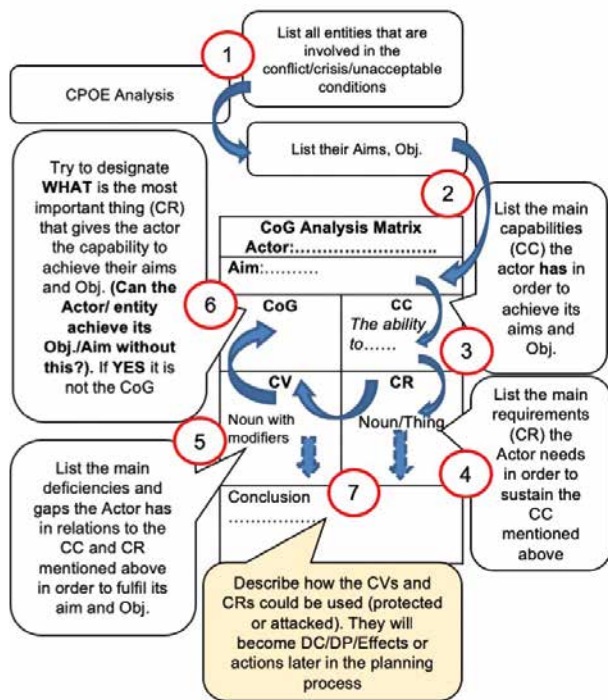 1
List all entities that are
involved in the
conflict/crisis/unacceptable
conditions
CPOE Analysis
List their Aims, Obj.
2
List the main
capabilities
(CC) the
actor has in
order to
achieve its
aims and
Obj.
CoG Analysis Matrix
Actor:……………………..
Aim:……….
CoG
CC
The ability
to……
3
CV
Noun with
modifiers
CR
Noun/Thing
4
List the main
requirements
(CR) the
Actor needs
in order to
sustain the
CC
mentioned
above
5
List the main
deficiencies and
gaps the Actor has
in relations to the
CC and CR
mentioned above
in order to fulfil its
aim and Obj.
6
Try to designate
WHAT is the most
important thing (CR)
that gives the actor
the capability to
achieve their aims
and Obj. (Can the
Actor/ entity
achieve its
Obj./Aim without
this?). If YES it is
not the CoG
7
Conclusion
………………
Describe how the CVs and
CRs could be used (protected
or attacked). They will
become DC/DP/Effects or
actions later in the planning
process